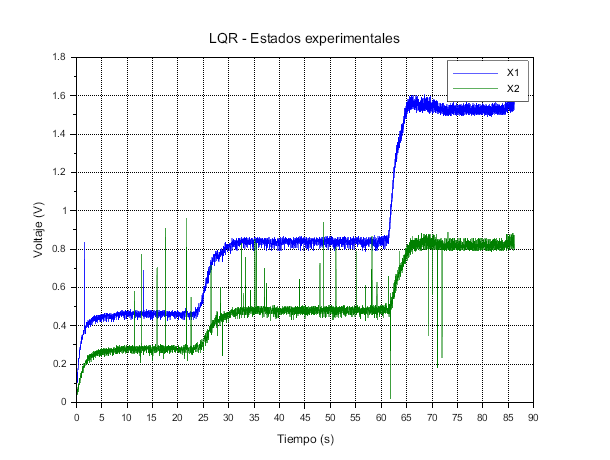 LQR - Estados experimentales
X1
X2
Voltaje (V)
1.8
1.6
1.4
1.2
1
0.8
0.6
0.4
0.2
0
0 5 10 15 20 25 30 35 40 45 50 55 60 65 70 75 80 85 90
Tiempo (s)